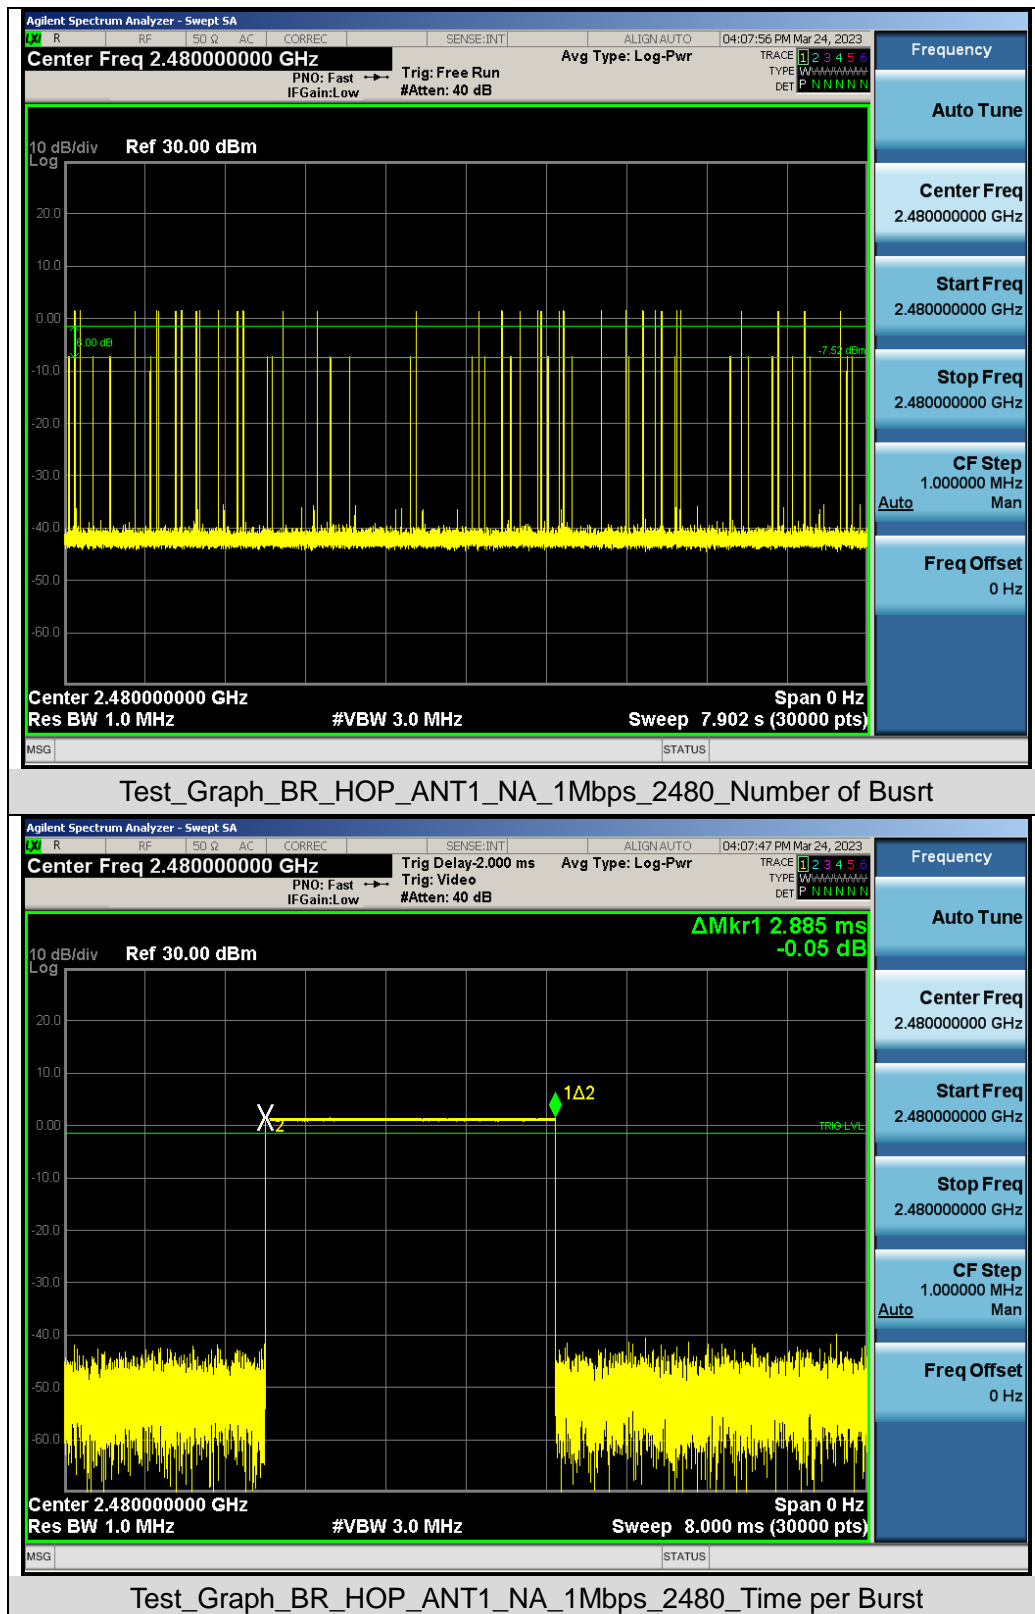 Agilent Spectrum Analyzer - Swept SA
LXI R RF 50 Ω AC CORREC SENSE:INT ALIGN AUTO 04:07:56 PM Mar 24, 2023
Center Freq 2.480000000 GHz Avg Type: Log-Pwr TRACE 1 2 3 4 5 6
PNO: Fast Trig: Free Run TYPE
IFGain:Low #Atten: 40 dB DET P N N N N N
10 dB/div Ref 30.00 dBm
Log
20.0
10.0
0.00
6.00 dB
-7.52 dBm
-10.0
-20.0
-30.0
-40.0
-50.0
-60.0
Center 2.480000000 GHz Span 0 Hz
Res BW 1.0 MHz #VBW 3.0 MHz Sweep 7.902 s (30000 pts)
MSG STATUS
Frequency
Auto Tune
Center Freq
2.480000000 GHz
Start Freq
2.480000000 GHz
Stop Freq
2.480000000 GHz
CF Step
1.000000 MHz
Auto Man
Freq Offset
0 Hz
Test_Graph_BR_HOP_ANT1_NA_1Mbps_2480_Number of Busrt
Agilent Spectrum Analyzer - Swept SA
LXI R RF 50 Ω AC CORREC SENSE:INT ALIGN AUTO 04:07:47 PM Mar 24, 2023
Center Freq 2.480000000 GHz Trig Delay-2.000 ms Avg Type: Log-Pwr TRACE 1 2 3 4 5 6
PNO: Fast Trig: Video TYPE
IFGain:Low #Atten: 40 dB DET P N N N N N
ΔMkr1 2.885 ms
-0.05 dB
10 dB/div Ref 30.00 dBm
Log
20.0
10.0
1Δ2
X2
0.00
TRIG LVL
-10.0
-20.0
-30.0
-40.0
-50.0
-60.0
Center 2.480000000 GHz Span 0 Hz
Res BW 1.0 MHz #VBW 3.0 MHz Sweep 8.000 ms (30000 pts)
MSG STATUS
Frequency
Auto Tune
Center Freq
2.480000000 GHz
Start Freq
2.480000000 GHz
Stop Freq
2.480000000 GHz
CF Step
1.000000 MHz
Auto Man
Freq Offset
0 Hz
Test_Graph_BR_HOP_ANT1_NA_1Mbps_2480_Time per Burst